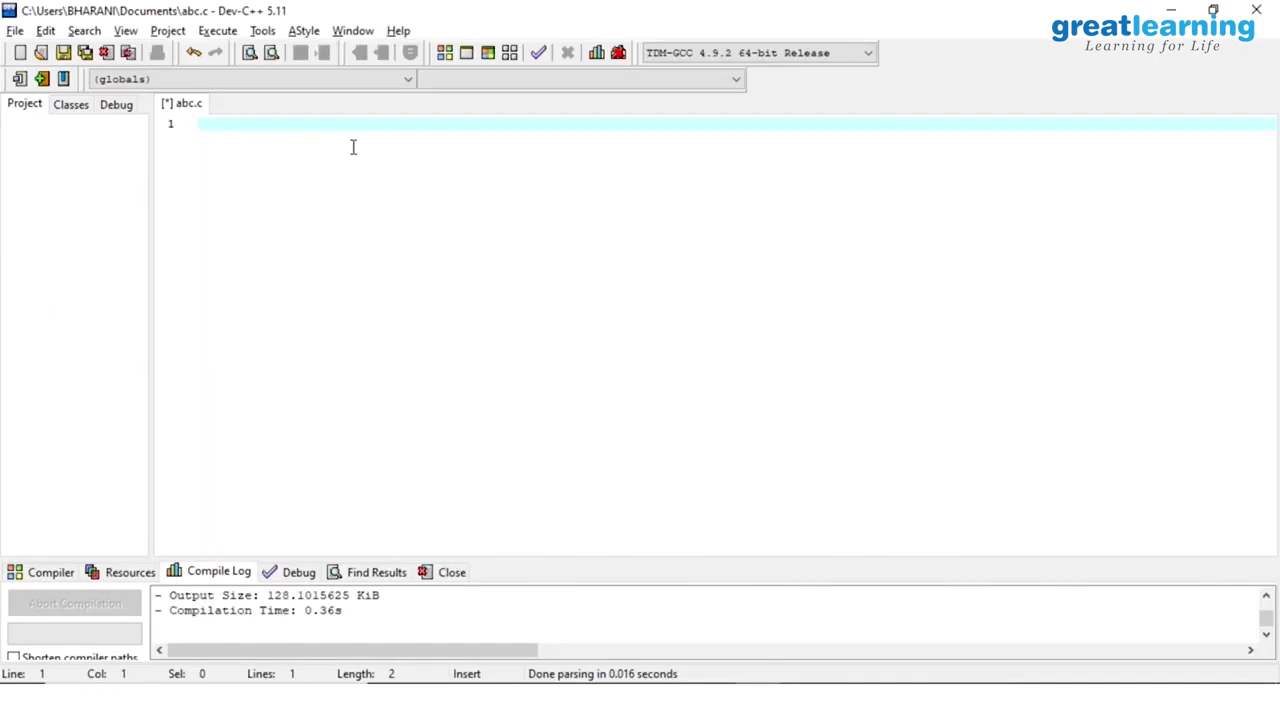 C:\Users\BHARANI\Documents\abc.c - Dev-C++ 5.11
greatlearning
Learning for Life
File Edit Search View Project Execute Tools AStyle Window Help
TDM-GCC 4.9.2 64-bit Release
(globals)
Project Classes Debug
[*] abc.c
1
Compiler Resources Compile Log Debug Find Results Close
Abort Compilation
- Output Size: 128.1015625 KiB
- Compilation Time: 0.36s
Shorten compiler paths
Line: 1 Col: 1 Sel: 0 Lines: 1 Length: 2 Insert Done parsing in 0.016 seconds